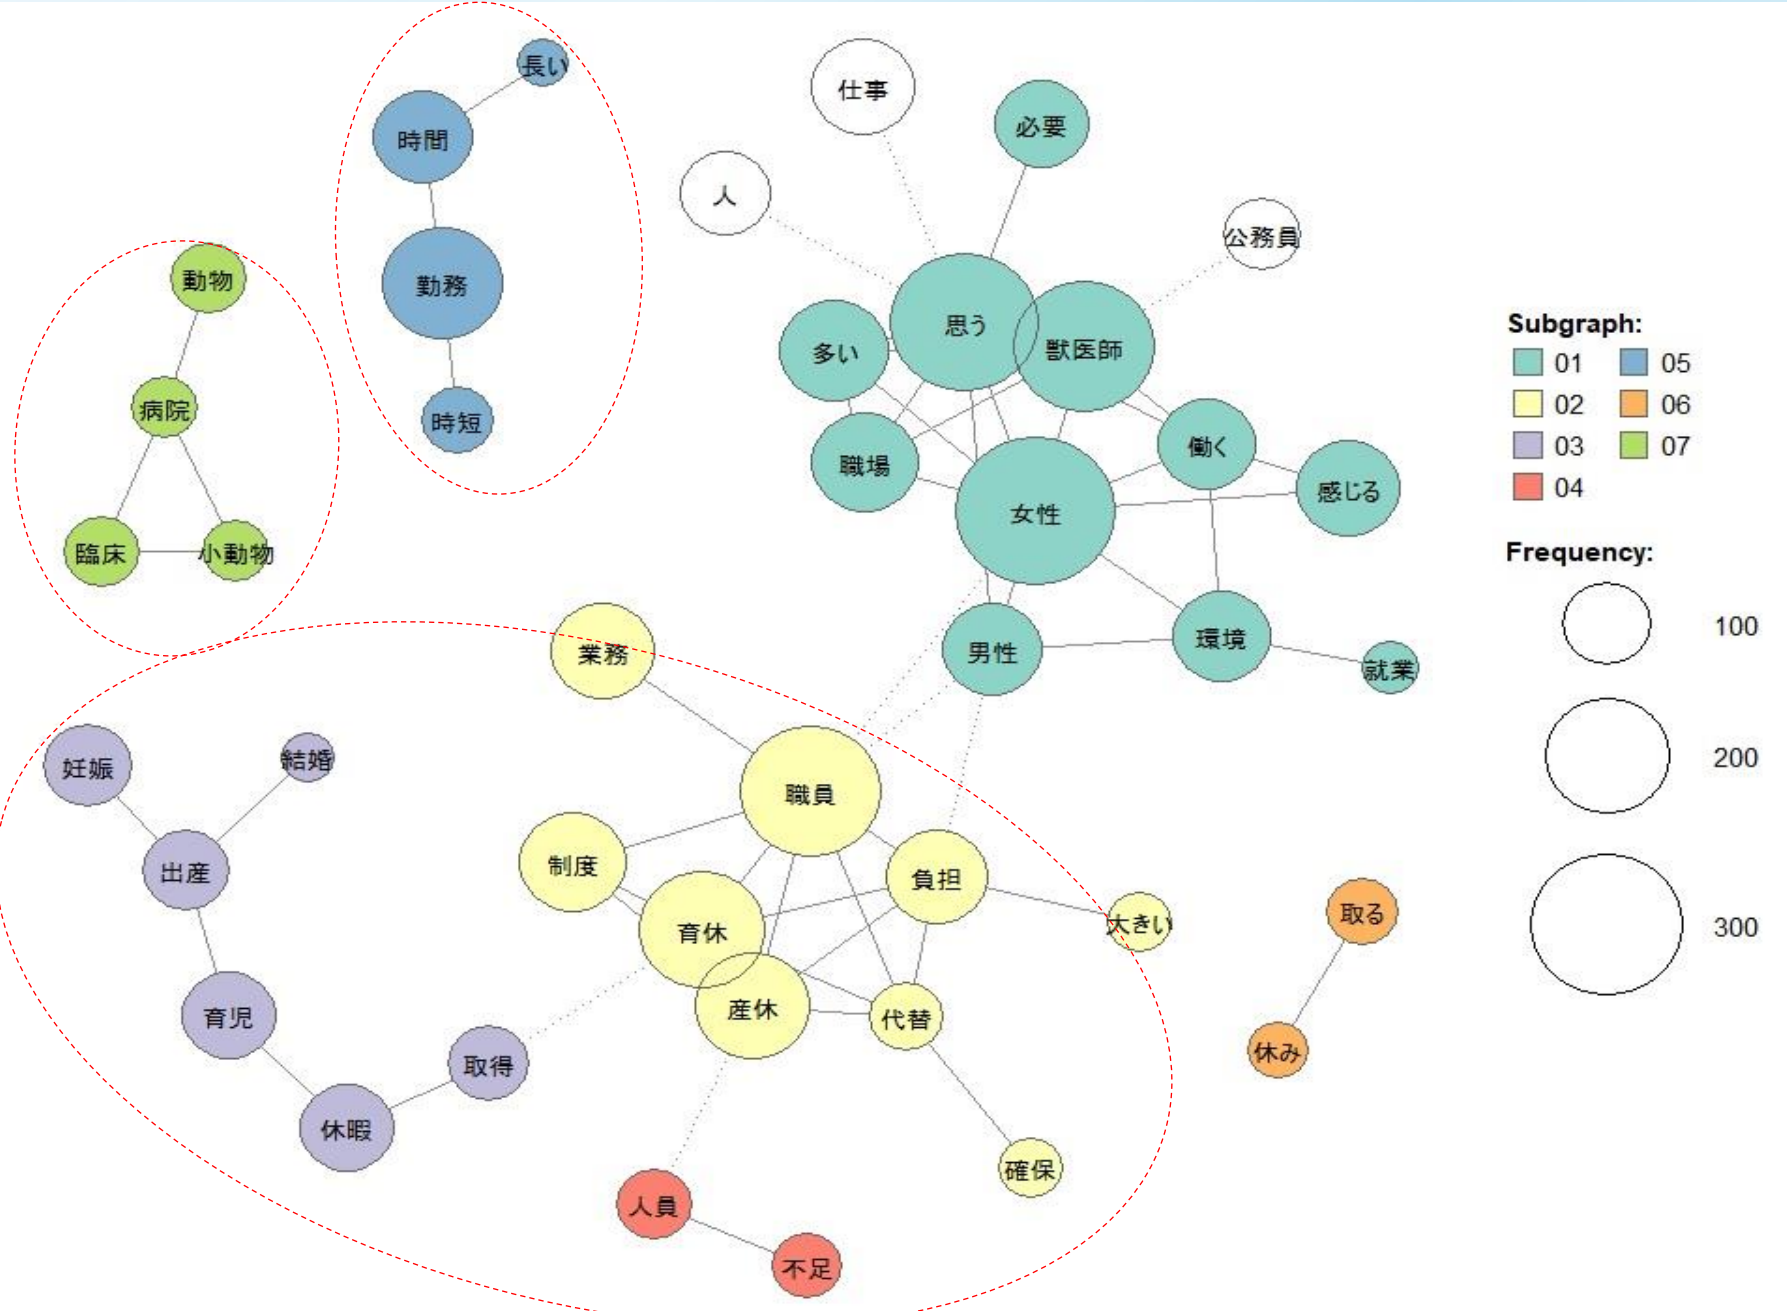 長い
時間
勤務
時短
動物
病院
臨床
小動物
仕事
必要
人
公務員
思う
獣医師
多い
職場
働く
感じる
女性
男性
環境
就業
業務
職員
制度
負担
育休
大きい
産休
代替
確保
妊娠
結婚
出産
育児
取得
休暇
人員
不足
取る
休み
Subgraph:
01 05
02 06
03 07
04
Frequency:
100
200
300